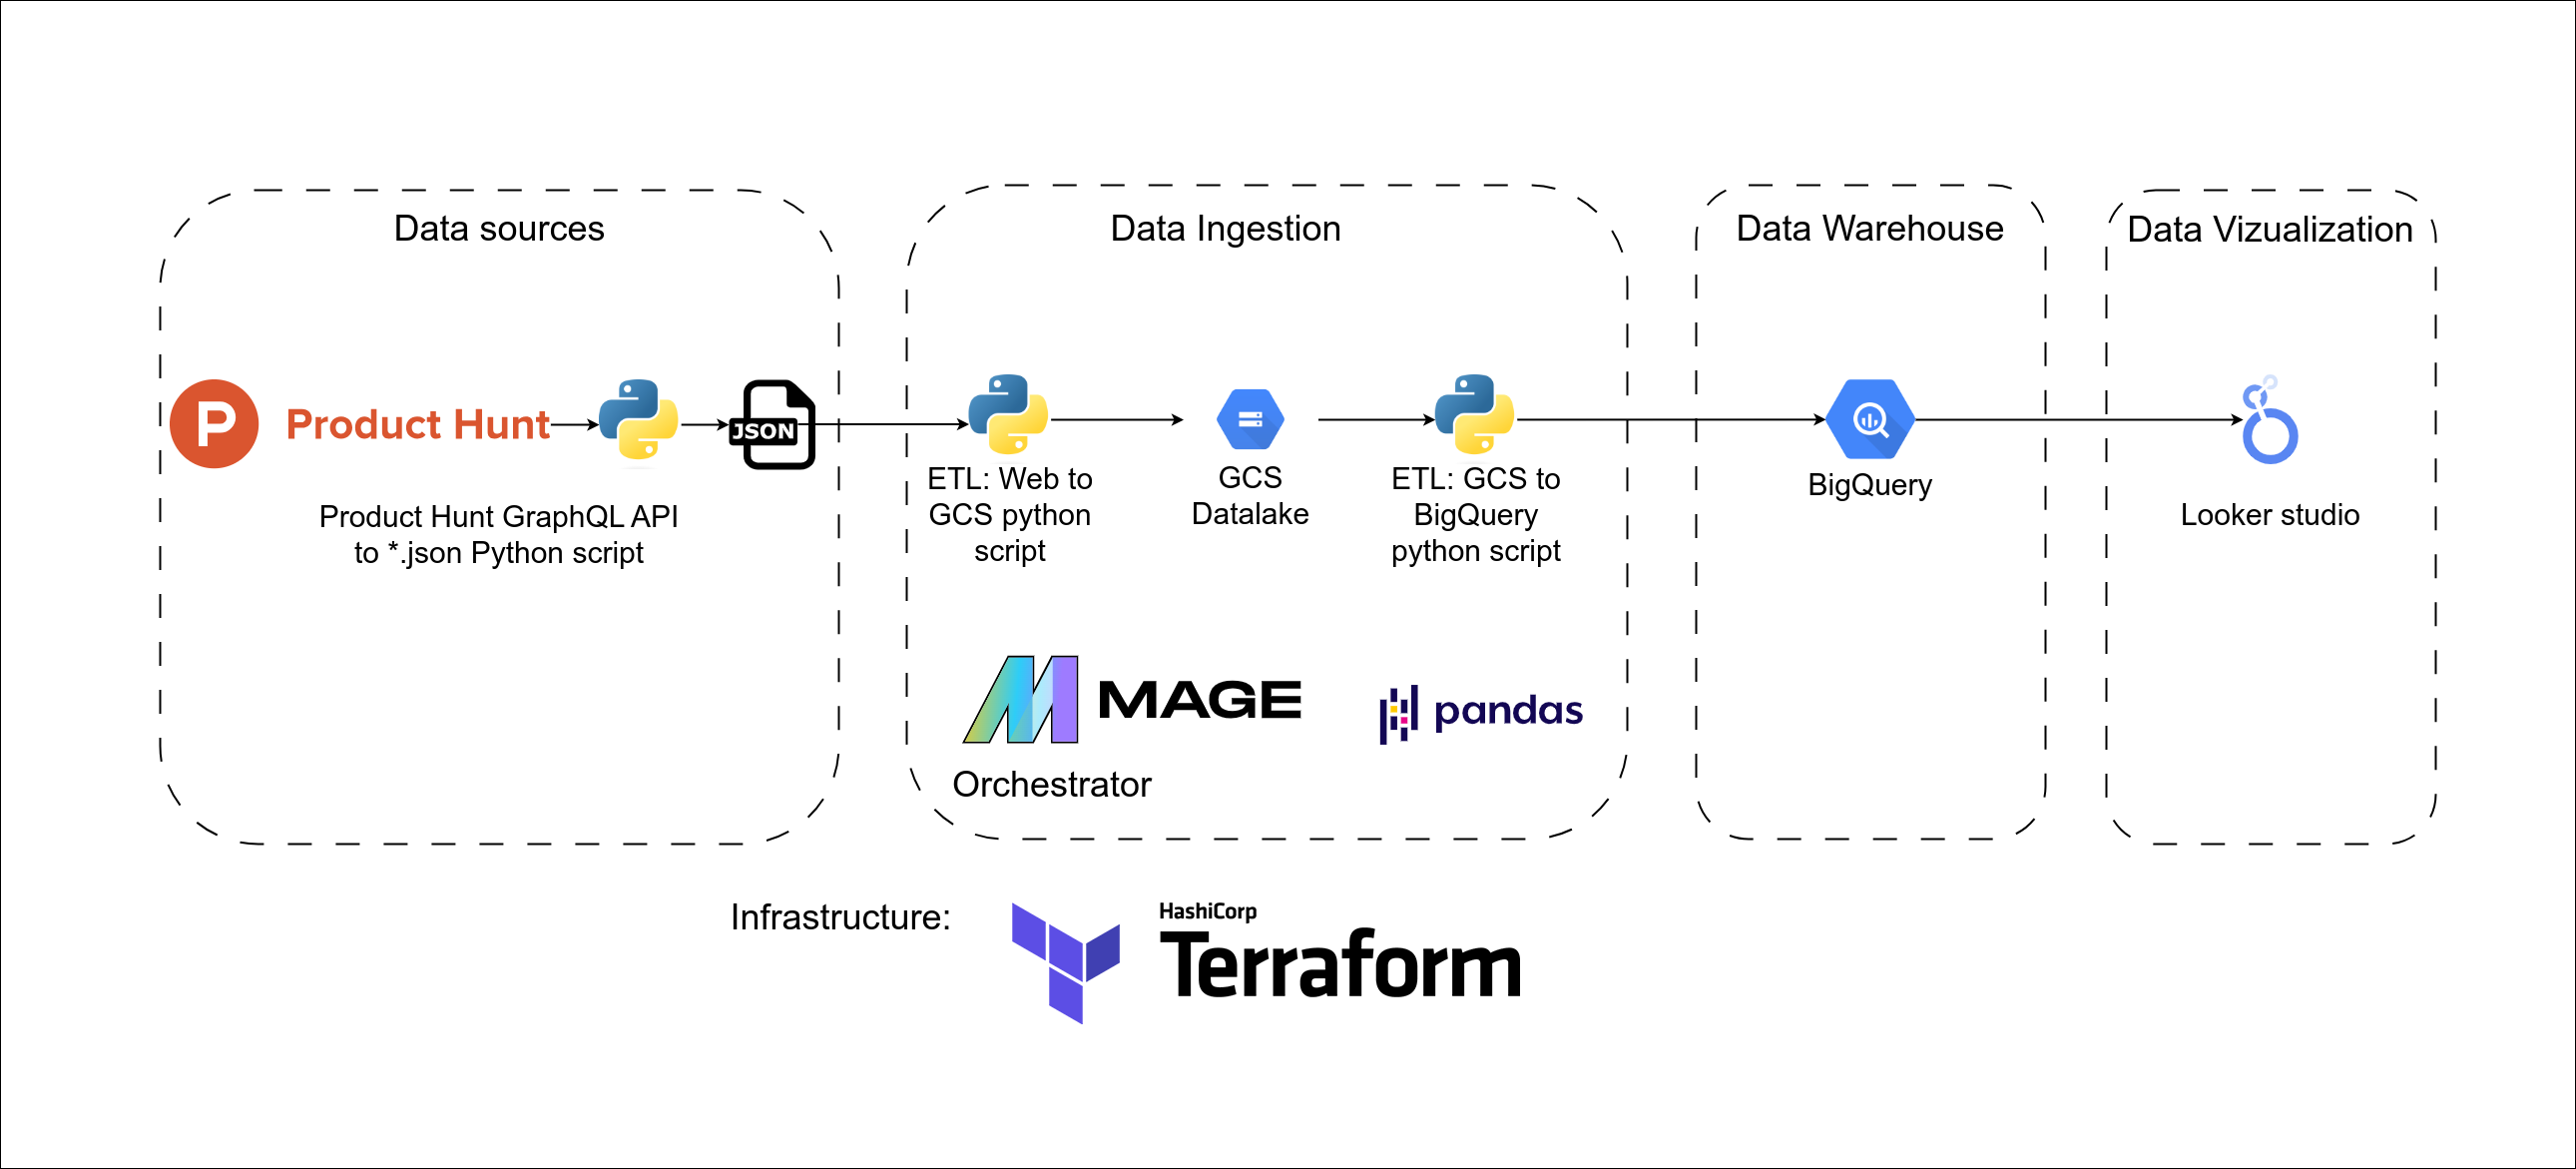 Data sources
Data Ingestion
Data Warehouse
Data Vizualization
P
Product Hunt
JSON
Product Hunt GraphQL API
to *.json Python script
ETL: Web to
GCS python
script
GCS
Datalake
ETL: GCS to
BigQuery
python script
BigQuery
Looker studio
MAGE
pandas
Orchestrator
Infrastructure:
HashiCorp
Terraform